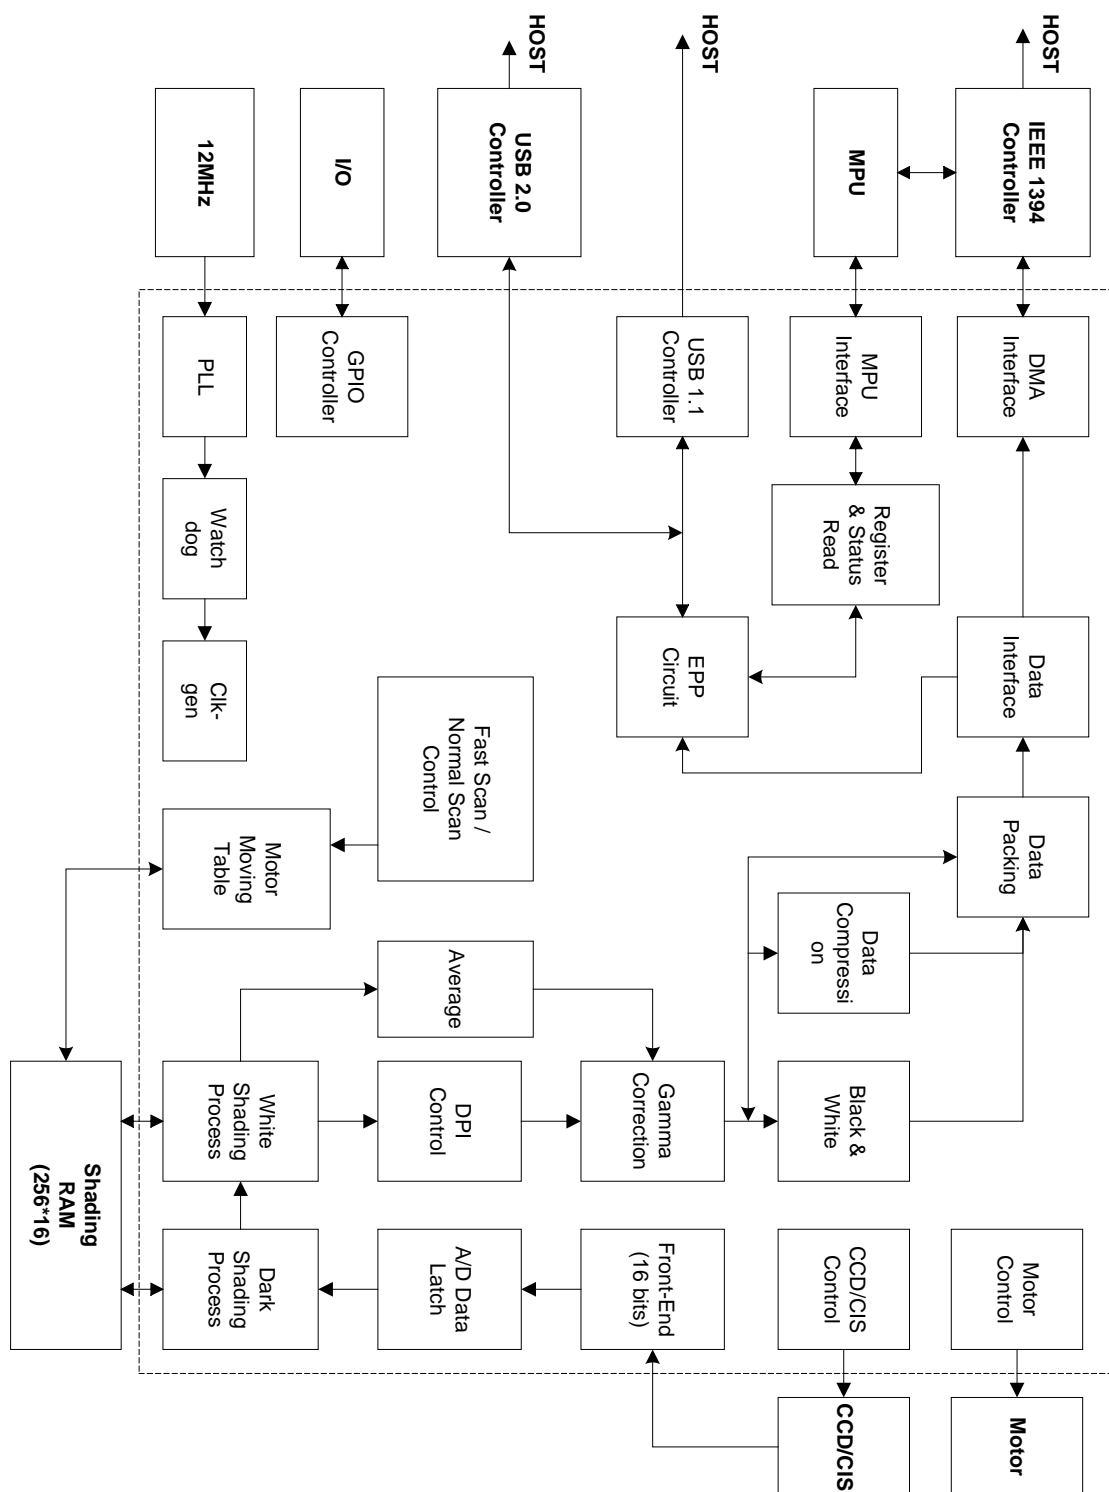 HOST
HOST
HOST
12MHz
I/O
USB 2.0
Controller
MPU
IEEE 1394
Controller
PLL
GPIO
Controller
USB 1.1
Controller
MPU
Interface
DMA
Interface
Watch
dog
Register
& Status
Read
Clk-
gen
EPP
Circuit
Data
Interface
Fast Scan /
Normal Scan
Control
Motor
Moving
Table
Data
Packing
Average
Data
Compressi
on
Shading
RAM
(256*16)
White
Shading
Process
DPI
Control
Gamma
Correction
Black &
White
Dark
Shading
Process
A/D Data
Latch
Front-End
(16 bits)
CCD/CIS
Control
Motor
Control
CCD/CIS
Motor